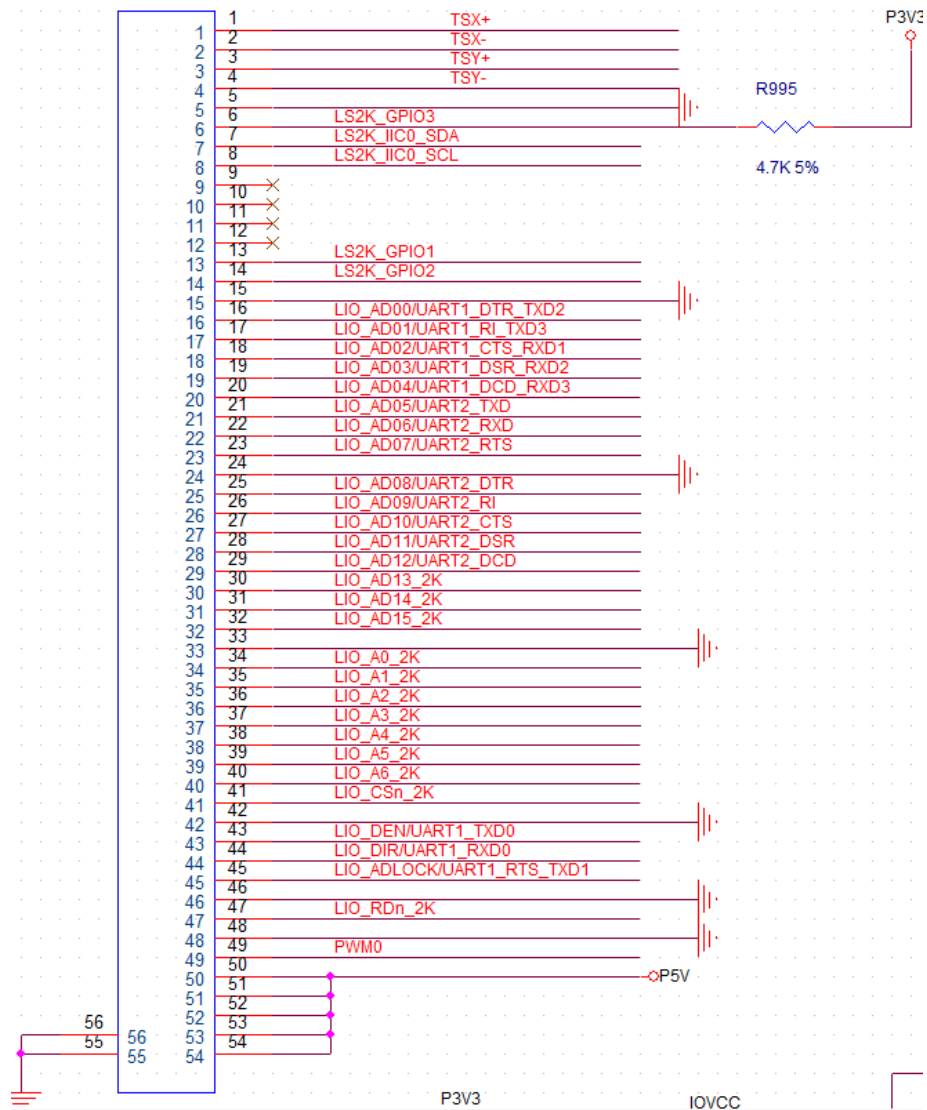 1 TSX+ P3V3
1
2 TSX-
2
3 TSY+
3
4 TSY-
4
5 R995
5
6 LS2K_GPIO3
6
7 LS2K_IIC0_SDA
7
8 LS2K_IIC0_SCL 4.7K 5%
8
9
9
10
10
11
11
12
12
13 LS2K_GPIO1
13
14 LS2K_GPIO2
14
15
15
16 LIO_AD00/UART1_DTR_TXD2
16
17 LIO_AD01/UART1_RI_TXD3
17
18 LIO_AD02/UART1_CTS_RXD1
18
19 LIO_AD03/UART1_DSR_RXD2
19
20 LIO_AD04/UART1_DCD_RXD3
20
21 LIO_AD05/UART2_TXD
21
22 LIO_AD06/UART2_RXD
22
23 LIO_AD07/UART2_RTS
23
24
24
25 LIO_AD08/UART2_DTR
25
26 LIO_AD09/UART2_RI
26
27 LIO_AD10/UART2_CTS
27
28 LIO_AD11/UART2_DSR
28
29 LIO_AD12/UART2_DCD
29
30 LIO_AD13_2K
30
31 LIO_AD14_2K
31
32 LIO_AD15_2K
32
33
33
34 LIO_A0_2K
34
35 LIO_A1_2K
35
36 LIO_A2_2K
36
37 LIO_A3_2K
37
38 LIO_A4_2K
38
39 LIO_A5_2K
39
40 LIO_A6_2K
40
41 LIO_CSn_2K
41
42
42
43 LIO_DEN/UART1_TXD0
43
44 LIO_DIR/UART1_RXD0
44
45 LIO_ADLOCK/UART1_RTS_TXD1
45
46
46
47 LIO_RDn_2K
47
48
48
49 PWM0
49
50
50 P5V
51
51
52
52
56 53
56 53
55 54
55 54
P3V3 IOVCC